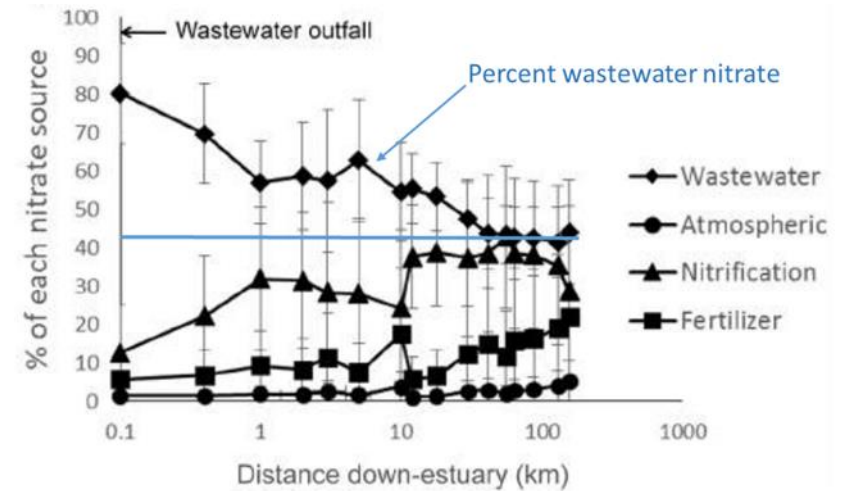 Wastewater outfall
Percent wastewater nitrate
% of each nitrate source
100
90
80
70
60
50
40
30
20
10
0
0.1
1
10
100
1000
Distance down-estuary (km)
Wastewater
Atmospheric
Nitrification
Fertilizer